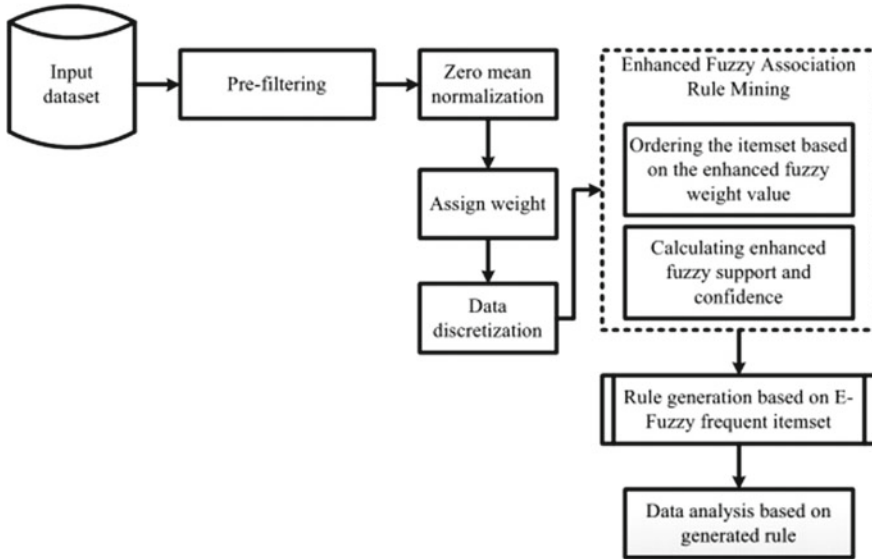 Input
dataset
Pre-filtering
Zero mean
normalization
Assign weight
Data
discretization
Enhanced Fuzzy Association
Rule Mining
Ordering the itemset based
on the enhanced fuzzy
weight value
Calculating enhanced
fuzzy support and
confidence
Rule generation based on E-
Fuzzy frequent itemset
Data analysis based on
generated rule